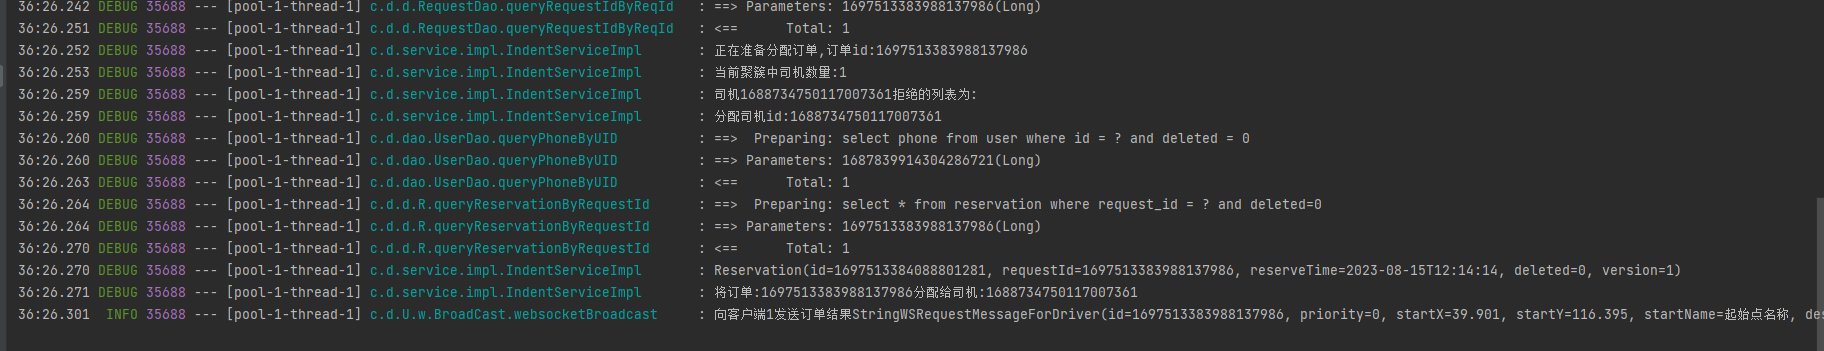 36:26.242 DEBUG 35688 --- [pool-1-thread-1] c.d.d.RequestDao.queryRequestIdByReqId : ==> Parameters: 1697513383988137986(Long)
36:26.251 DEBUG 35688 --- [pool-1-thread-1] c.d.d.RequestDao.queryRequestIdByReqId : <== Total: 1
36:26.252 DEBUG 35688 --- [pool-1-thread-1] c.d.service.impl.IndentServiceImpl : 正在准备分配订单,订单id:1697513383988137986
36:26.253 DEBUG 35688 --- [pool-1-thread-1] c.d.service.impl.IndentServiceImpl : 当前聚簇中司机数量:1
36:26.259 DEBUG 35688 --- [pool-1-thread-1] c.d.service.impl.IndentServiceImpl : 司机1688734750117007361拒绝的列表为:
36:26.259 DEBUG 35688 --- [pool-1-thread-1] c.d.service.impl.IndentServiceImpl : 分配司机id:1688734750117007361
36:26.260 DEBUG 35688 --- [pool-1-thread-1] c.d.dao.UserDao.queryPhoneByUID : ==> Preparing: select phone from user where id = ? and deleted = 0
36:26.260 DEBUG 35688 --- [pool-1-thread-1] c.d.dao.UserDao.queryPhoneByUID : ==> Parameters: 1687839914304286721(Long)
36:26.263 DEBUG 35688 --- [pool-1-thread-1] c.d.dao.UserDao.queryPhoneByUID : <== Total: 1
36:26.264 DEBUG 35688 --- [pool-1-thread-1] c.d.d.R.queryReservationByRequestId : ==> Preparing: select * from reservation where request_id = ? and deleted=0
36:26.264 DEBUG 35688 --- [pool-1-thread-1] c.d.d.R.queryReservationByRequestId : ==> Parameters: 1697513383988137986(Long)
36:26.270 DEBUG 35688 --- [pool-1-thread-1] c.d.d.R.queryReservationByRequestId : <== Total: 1
36:26.270 DEBUG 35688 --- [pool-1-thread-1] c.d.service.impl.IndentServiceImpl : Reservation(id=1697513384088801281, requestId=1697513383988137986, reserveTime=2023-08-15T12:14:14, deleted=0, version=1)
36:26.271 DEBUG 35688 --- [pool-1-thread-1] c.d.service.impl.IndentServiceImpl : 将订单:1697513383988137986分配给司机:1688734750117007361
36:26.301 INFO 35688 --- [pool-1-thread-1] c.d.U.w.BroadCast.websocketBroadcast : 向客户端1发送订单结果StringWSRequestMessageForDriver(id=1697513383988137986, priority=0, startX=39.901, startY=116.395, startName=起始点名称, des